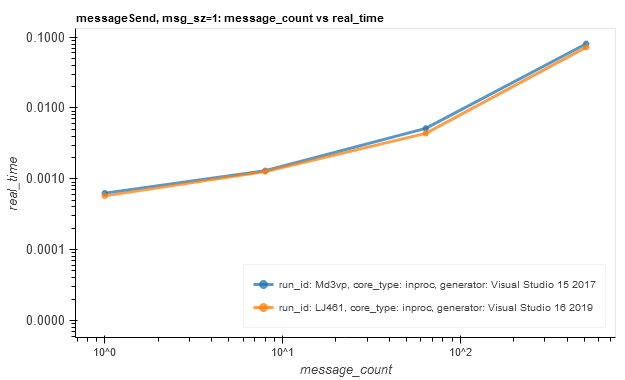 messageSend, msg_sz=1: message_count vs real_time
0.1000
0.0100
0.0010
0.0001
0.0000
real_time
run_id: Md3vp, core_type: inproc, generator: Visual Studio 15 2017
run_id: LJ461, core_type: inproc, generator: Visual Studio 16 2019
10^0
10^1
10^2
message_count